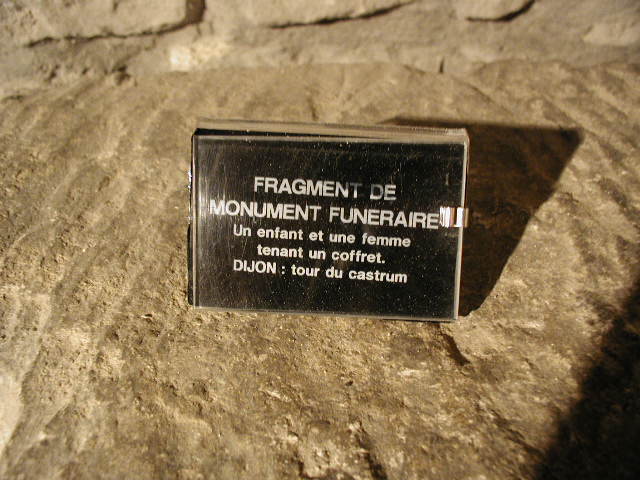 FRAGMENT DE
MONUMENT FUNERAIRE
Un enfant et une femme
tenant un coffret.
DIJON : tour du castrum